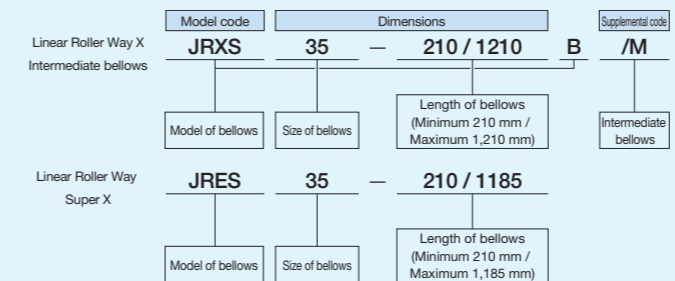 Model code Dimensions Supplemental code
Linear Roller Way X
Intermediate bellows
JRXS 35 — 210 / 1210 B /M
Model of bellows
Size of bellows
Length of bellows
(Minimum 210 mm /
Maximum 1,210 mm)
Intermediate
bellows
Linear Roller Way
Super X
JRES 35 — 210 / 1185
Model of bellows
Size of bellows
Length of bellows
(Minimum 210 mm /
Maximum 1,185 mm)